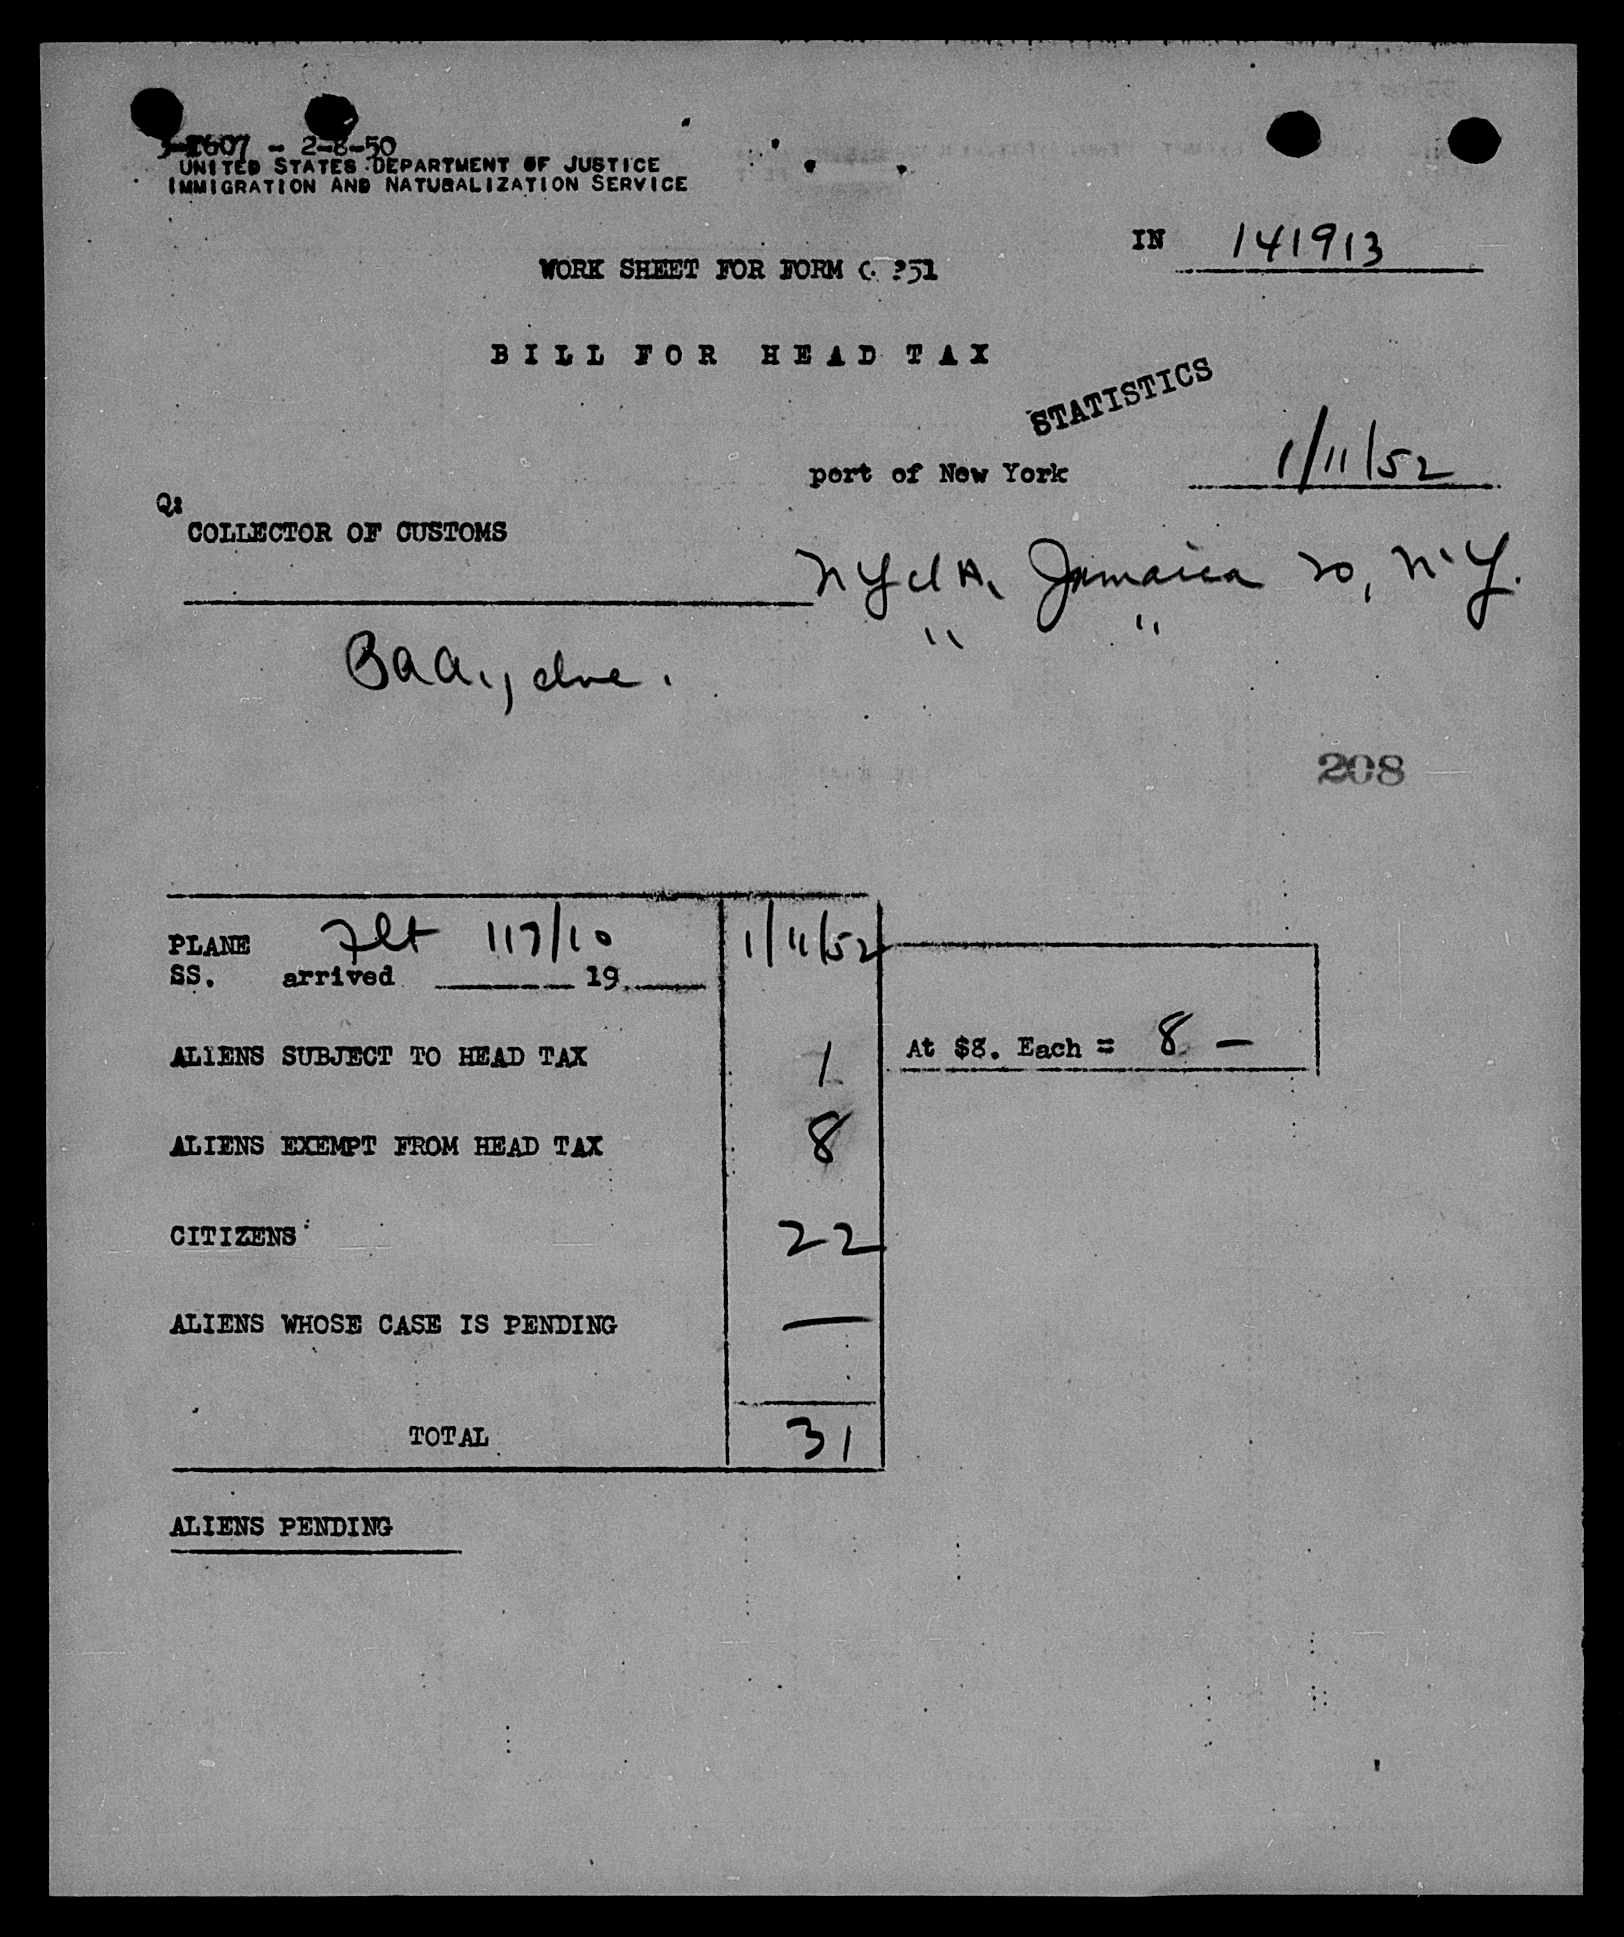 -2607 - 2-8-50
UNITED STATES DEPARTMENT OF JUSTICE
IMMIGRATION AND NATURALIZATION SERVICE
IN 141913
WORK SHEET FOR FORM C. 951
BILL FOR HEAD TAX
STATISTICS
port of New York 1/11/52
Q:
COLLECTOR OF CUSTOMS
Jamaica 20, N.Y.
" "
208
PLANE Flt 117/10 1/11/52
SS. arrived 19
ALIENS SUBJECT TO HEAD TAX 1 At $8. Each = 8 —
ALIENS EXEMPT FROM HEAD TAX 8
CITIZENS 22
ALIENS WHOSE CASE IS PENDING —
TOTAL 31
ALIENS PENDING